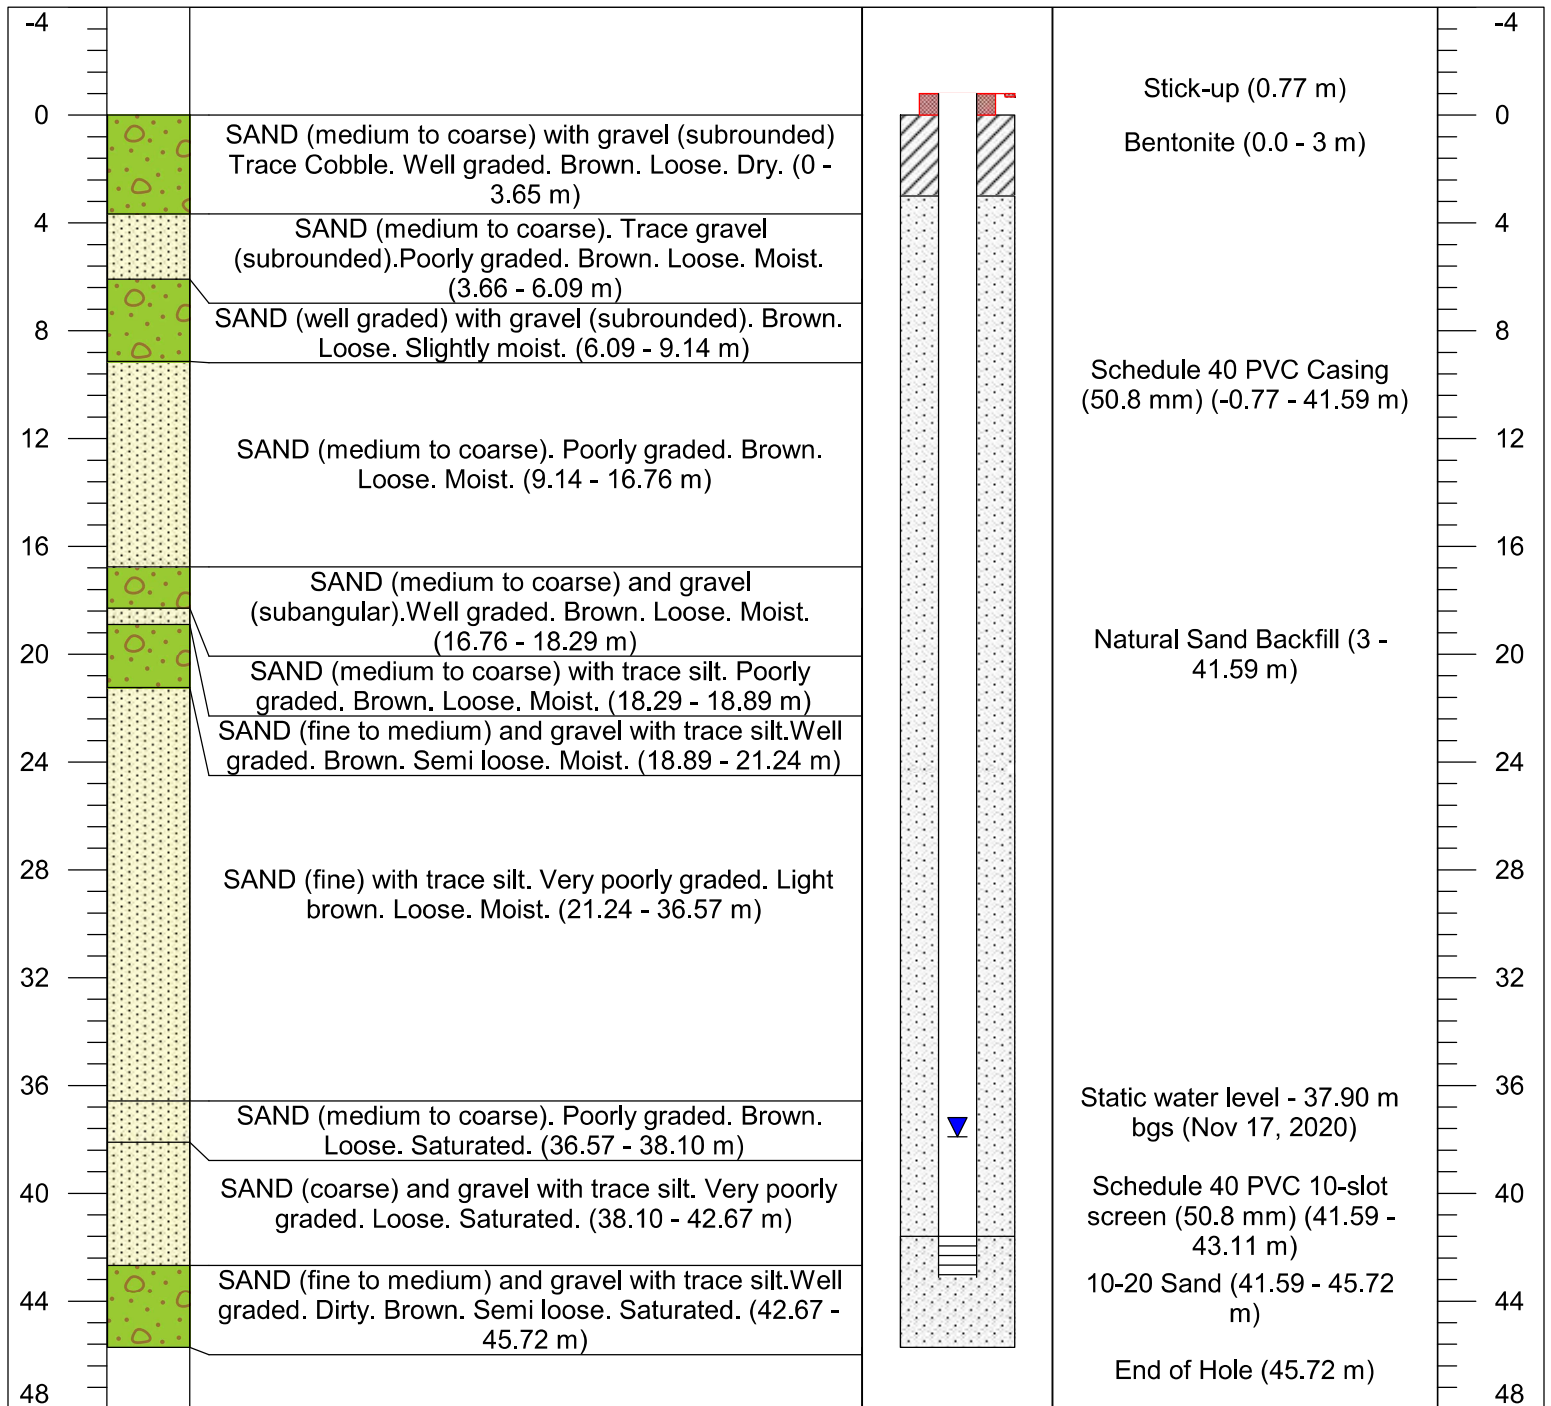 -4
0
4
8
12
16
20
24
28
32
36
40
44
48
SAND (medium to coarse) with gravel (subrounded)
Trace Cobble. Well graded. Brown. Loose. Dry. (0 -
3.65 m)
SAND (medium to coarse). Trace gravel
(subrounded).Poorly graded. Brown. Loose. Moist.
(3.66 - 6.09 m)
SAND (well graded) with gravel (subrounded). Brown.
Loose. Slightly moist. (6.09 - 9.14 m)
SAND (medium to coarse). Poorly graded. Brown.
Loose. Moist. (9.14 - 16.76 m)
SAND (medium to coarse) and gravel
(subangular).Well graded. Brown. Loose. Moist.
(16.76 - 18.29 m)
SAND (medium to coarse) with trace silt. Poorly
graded. Brown. Loose. Moist. (18.29 - 18.89 m)
SAND (fine to medium) and gravel with trace silt.Well
graded. Brown. Semi loose. Moist. (18.89 - 21.24 m)
SAND (fine) with trace silt. Very poorly graded. Light
brown. Loose. Moist. (21.24 - 36.57 m)
SAND (medium to coarse). Poorly graded. Brown.
Loose. Saturated. (36.57 - 38.10 m)
SAND (coarse) and gravel with trace silt. Very poorly
graded. Loose. Saturated. (38.10 - 42.67 m)
SAND (fine to medium) and gravel with trace silt.Well
graded. Dirty. Brown. Semi loose. Saturated. (42.67 -
45.72 m)
Stick-up (0.77 m)
Bentonite (0.0 - 3 m)
Schedule 40 PVC Casing
(50.8 mm) (-0.77 - 41.59 m)
Natural Sand Backfill (3 -
41.59 m)
Static water level - 37.90 m
bgs (Nov 17, 2020)
Schedule 40 PVC 10-slot
screen (50.8 mm) (41.59 -
43.11 m)
10-20 Sand (41.59 - 45.72
m)
End of Hole (45.72 m)
-4
0
4
8
12
16
20
24
28
32
36
40
44
48